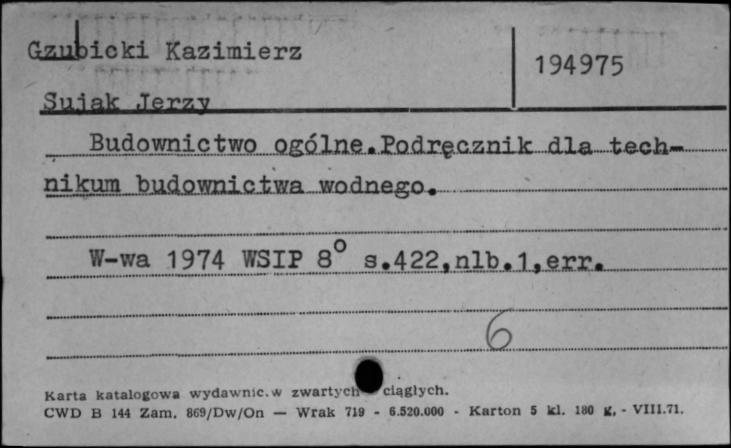 Gzubicki Kazimierz
194975
Sujak Jerzy
Budownictwo ogólne.Podręcznik dla tech-
nikum budownictwa wodnego.
W-wa 1974 WSIP 8° s.422,nlb.1,err.
6
Karta katalogowa wydawnic.w zwartych ciągłych.
CWD B 144 Zam. 869/Dw/On — Wrak 719 - 6.520.000 - Karton 5 kl. 180 g. - VIII.71.